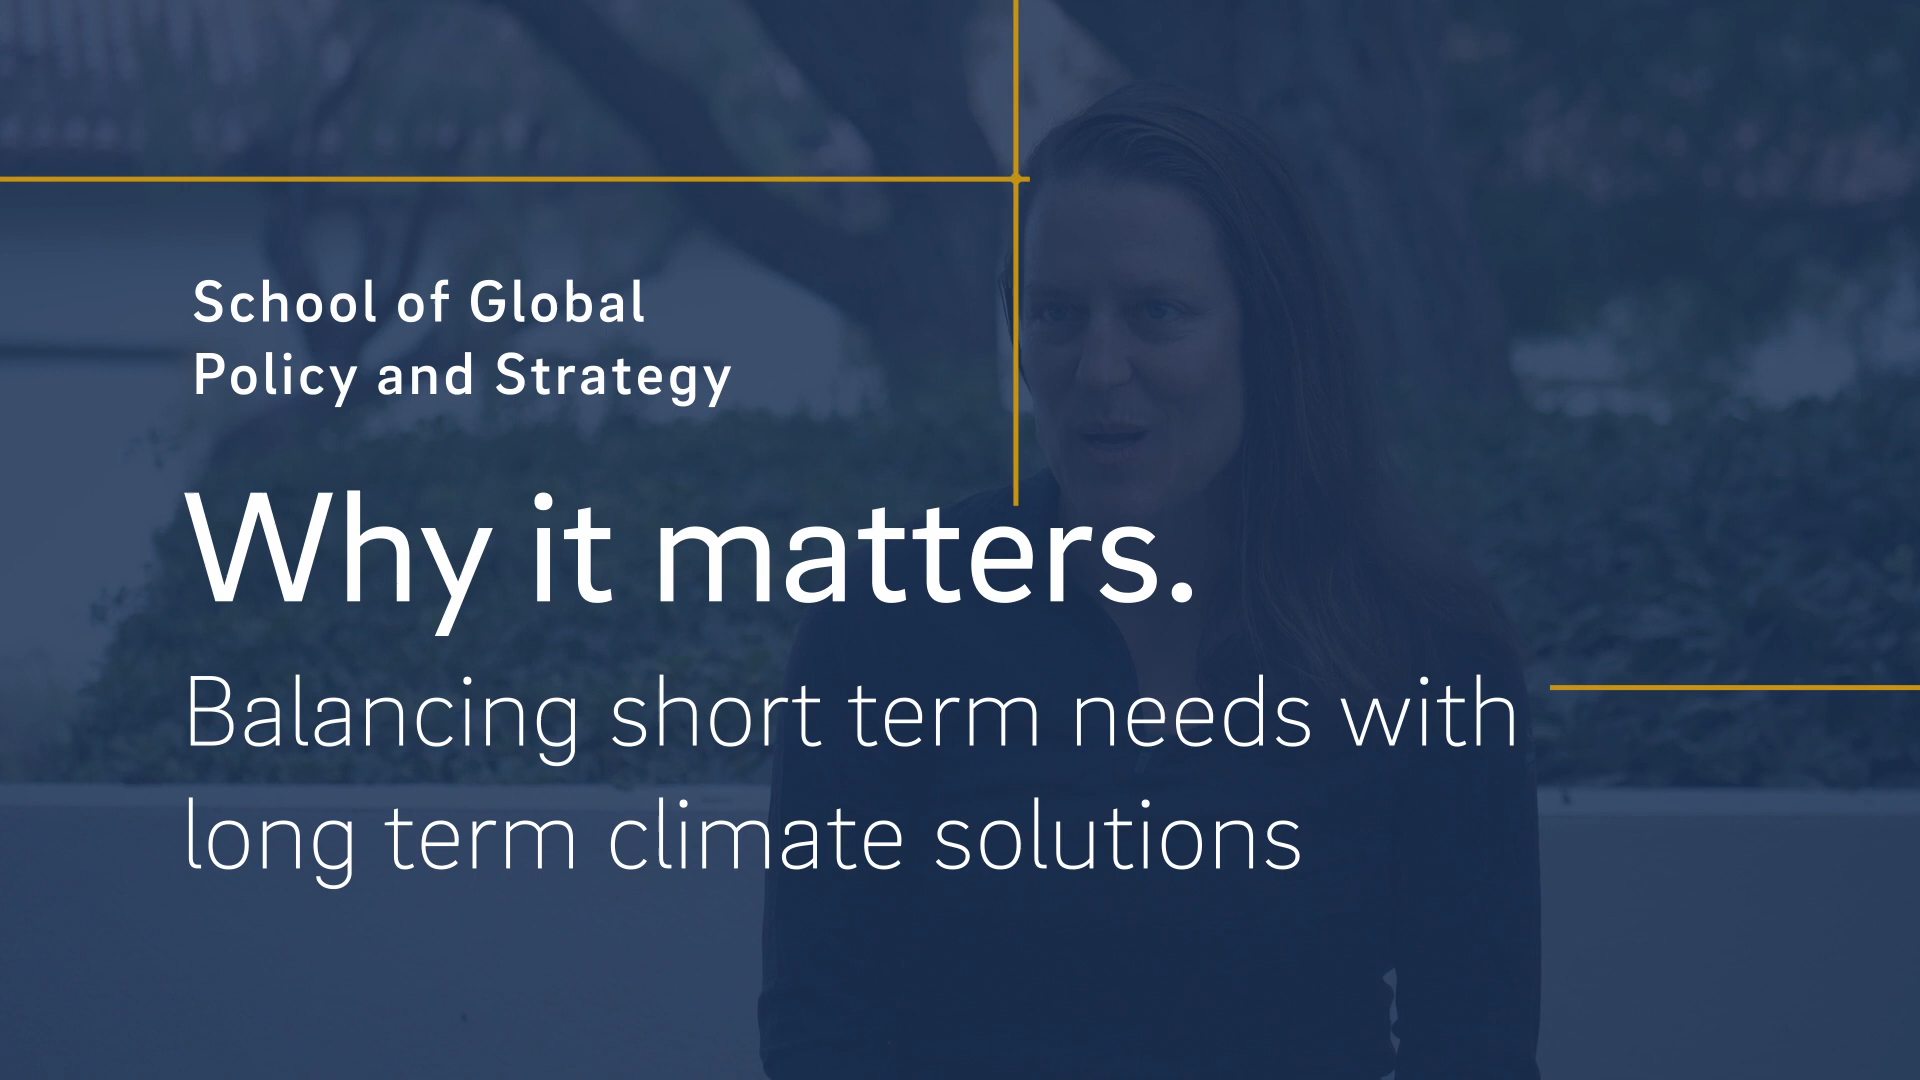 School of Global
Policy and Strategy
Why it matters.
Balancing short term needs with
long term climate solutions